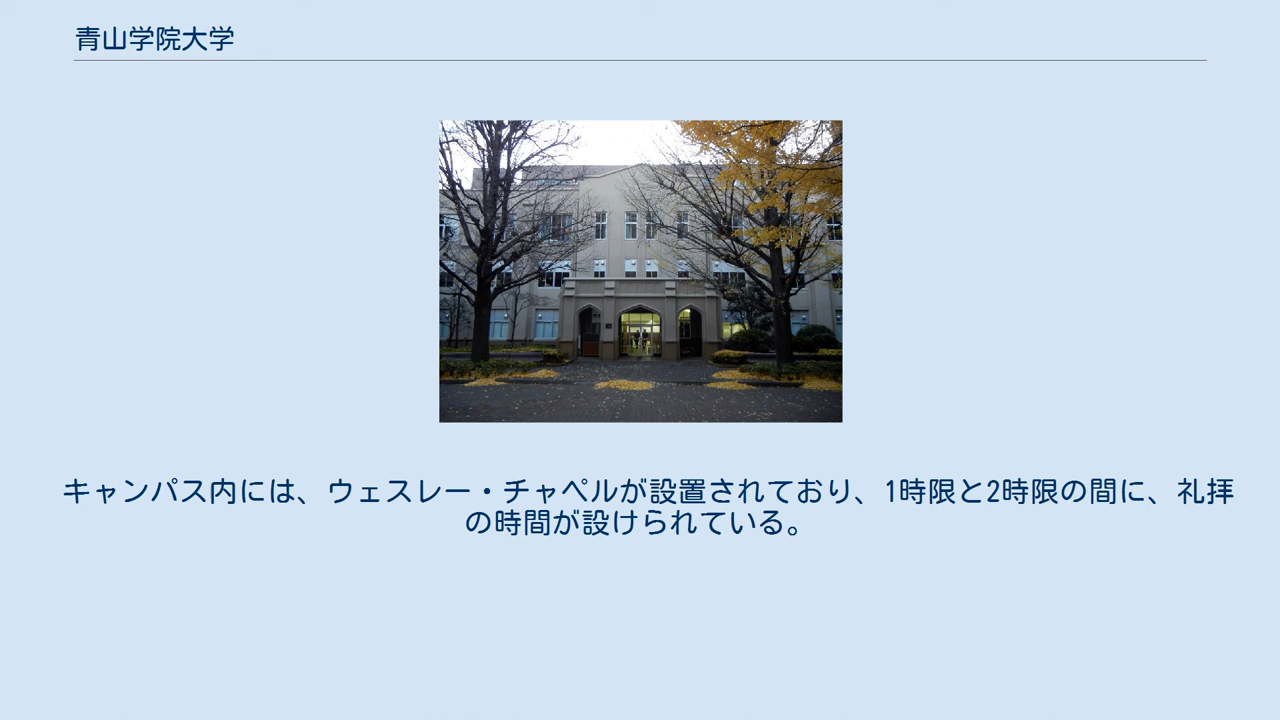 青山学院大学
キャンパス内には、ウェスレー・チャペルが設置されており、1時限と2時限の間に、礼拝
の時間が設けられている。